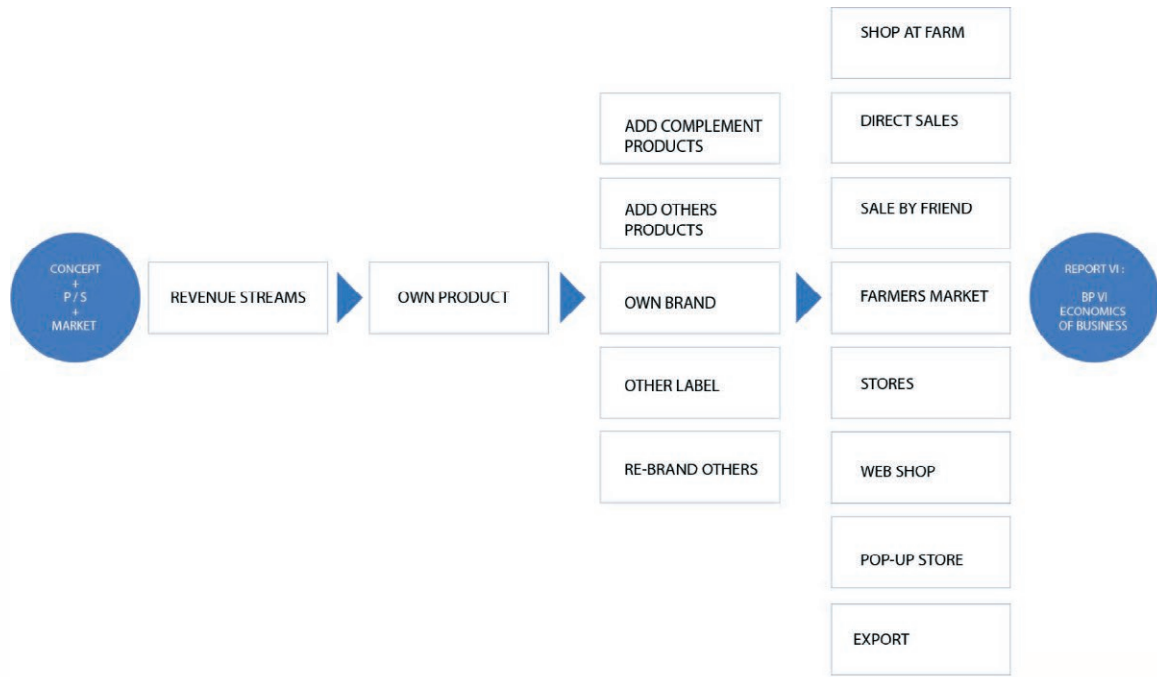 CONCEPT
+
P / S
+
MARKET
REVENUE STREAMS
OWN PRODUCT
ADD COMPLEMENT
PRODUCTS
ADD OTHERS
PRODUCTS
OWN BRAND
OTHER LABEL
RE-BRAND OTHERS
SHOP AT FARM
DIRECT SALES
SALE BY FRIEND
FARMERS MARKET
STORES
WEB SHOP
POP-UP STORE
EXPORT
REPORT VI :
BP VI
ECONOMICS
OF BUSINESS